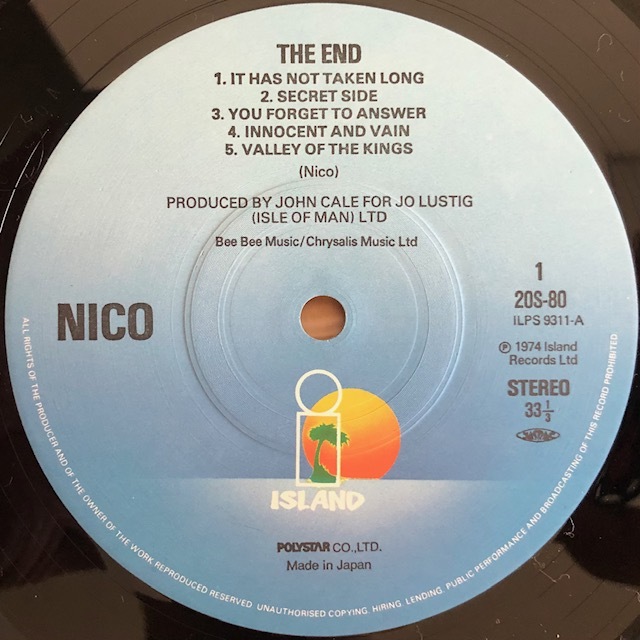 THE END
1. IT HAS NOT TAKEN LONG
2. SECRET SIDE
3. YOU FORGET TO ANSWER
4. INNOCENT AND VAIN
5. VALLEY OF THE KINGS
(Nico)
PRODUCED BY JOHN CALE FOR JO LUSTIG
(ISLE OF MAN) LTD
Bee Bee Music/Chrysalis Music Ltd
NICO
1
20S-80
ILPS 9311-A
Ⓟ 1974 Island
Records Ltd
STEREO
33 1/3
JASRAC
ISLAND
POLYSTAR CO.,LTD.
Made in Japan
ALL RIGHTS OF THE PRODUCER AND OF THE OWNER OF THE WORK REPRODUCED RESERVED. UNAUTHORISED COPYING. HIRING. LENDING. PUBLIC PERFORMANCE AND BROADCASTING OF THIS RECORD PROHIBITED